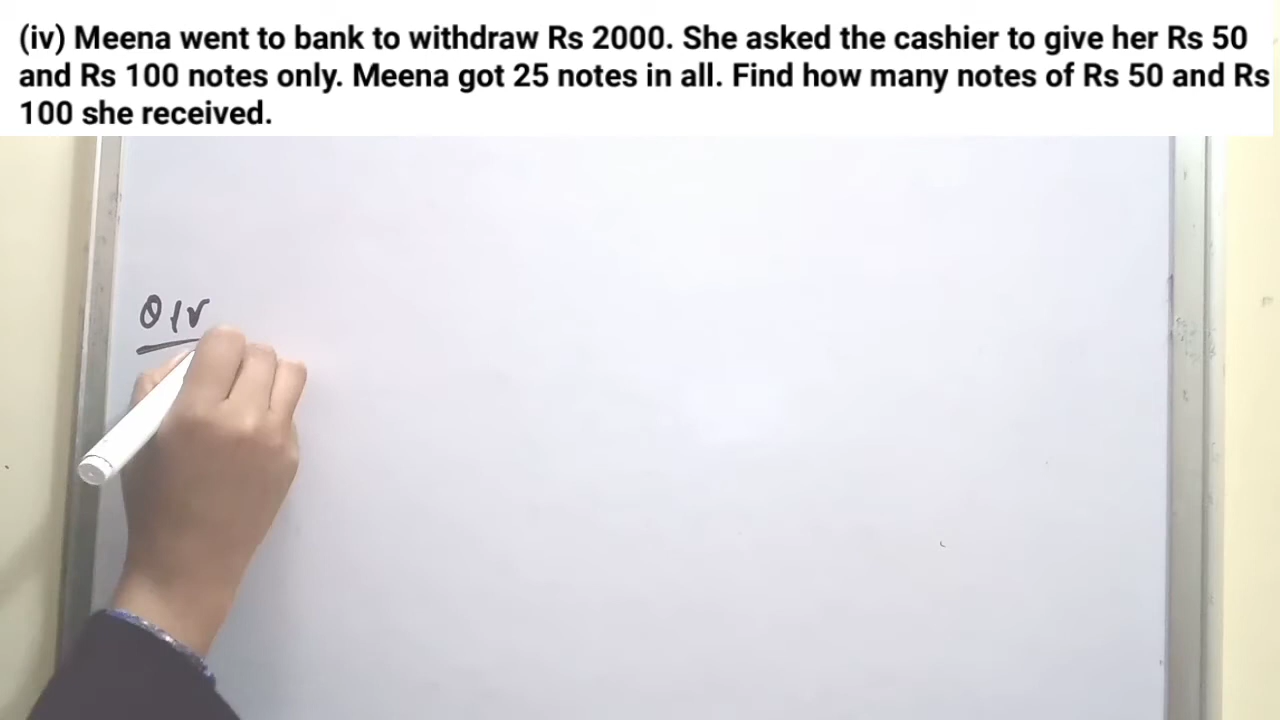 (iv) Meena went to bank to withdraw Rs 2000. She asked the cashier to give her Rs 50
and Rs 100 notes only. Meena got 25 notes in all. Find how many notes of Rs 50 and Rs
100 she received.